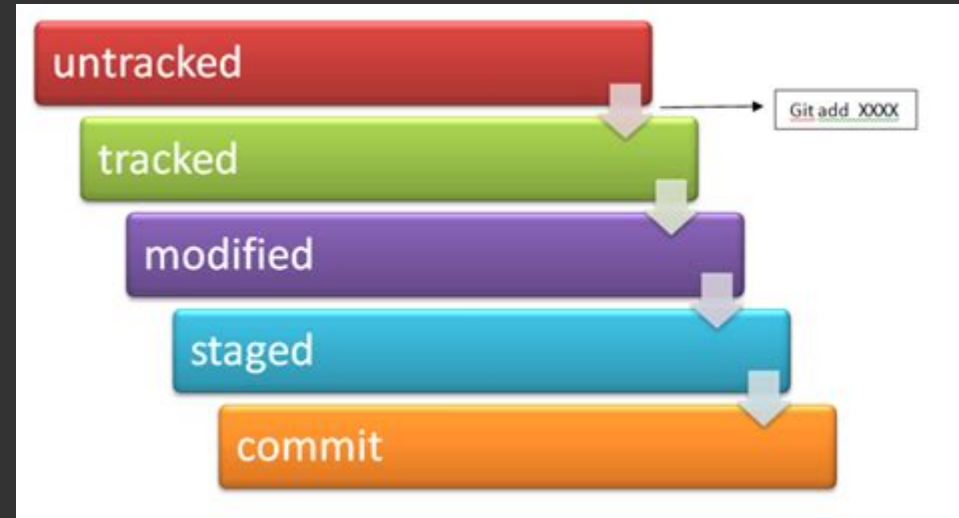 untracked
Git add XXXX
tracked
modified
staged
commit